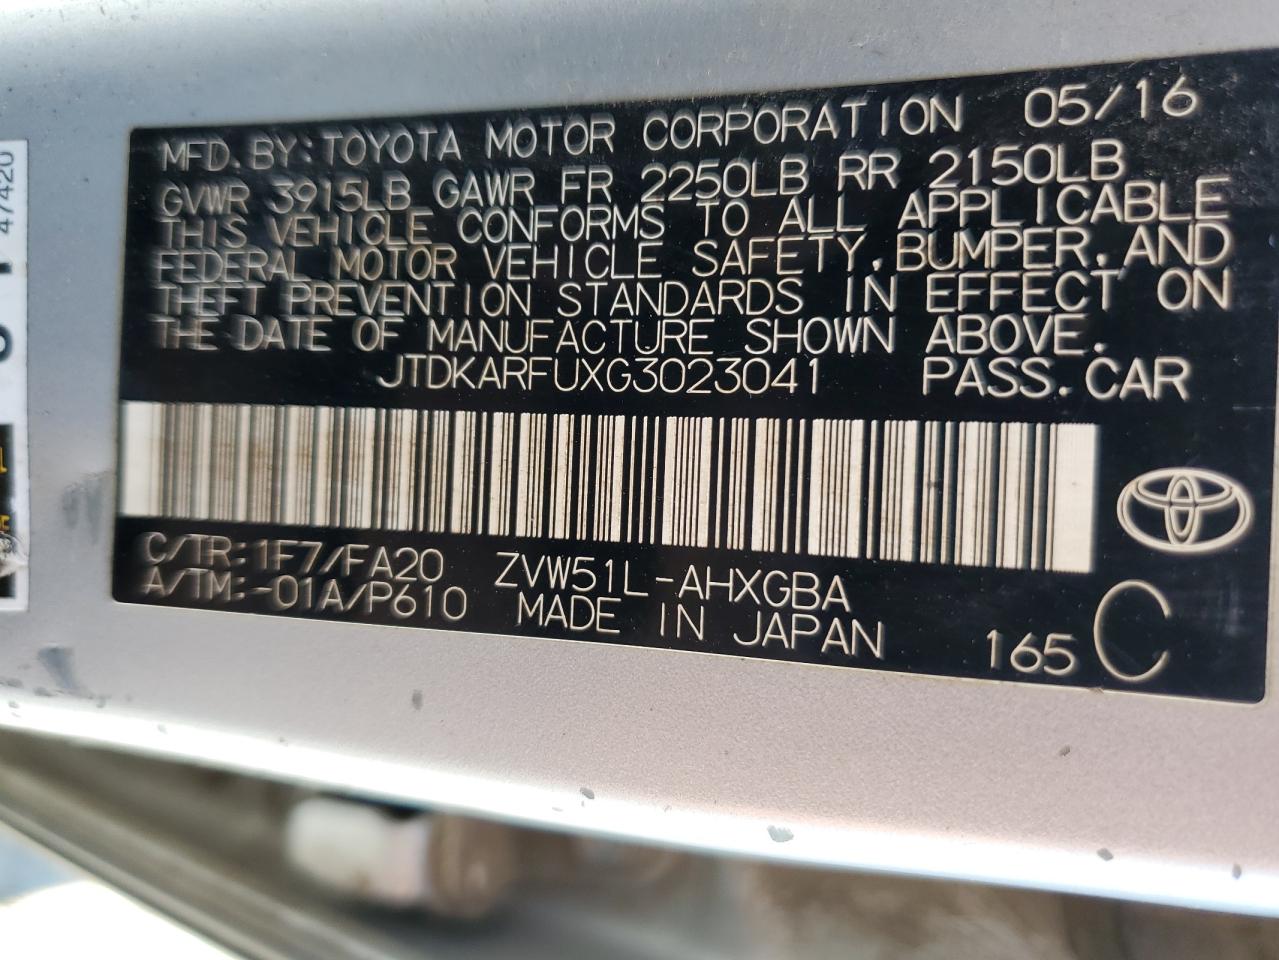 MFD. BY: TOYOTA MOTOR CORPORATION 05/16
GVWR 3915LB GAWR FR 2250LB RR 2150LB
THIS VEHICLE CONFORMS TO ALL APPLICABLE
FEDERAL MOTOR VEHICLE SAFETY, BUMPER, AND
THEFT PREVENTION STANDARDS IN EFFECT ON
THE DATE OF MANUFACTURE SHOWN ABOVE.
JTDKARFUXG3023041 PASS. CAR
C/TR: 1F7/FA20 ZVW51L-AHXGBA
A/TM: -01A/P610 MADE IN JAPAN 165 C
47420